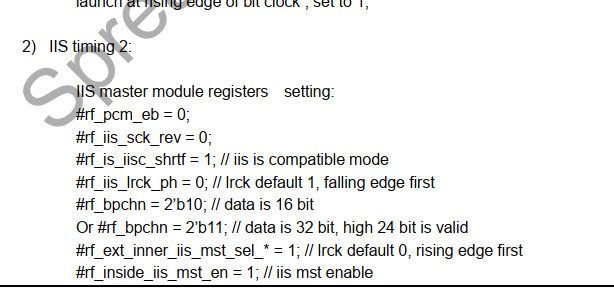 launch at rising edge of bit clock , set to 1,
2) IIS timing 2:
Spre
IIS master module registers setting:
#rf_pcm_eb = 0;
#rf_iis_sck_rev = 0;
#rf_is_iisc_shrtf = 1; // iis is compatible mode
#rf_iis_lrck_ph = 0; // lrck default 1, falling edge first
#rf_bpchn = 2'b10; // data is 16 bit
Or #rf_bpchn = 2'b11; // data is 32 bit, high 24 bit is valid
#rf_ext_inner_iis_mst_sel_* = 1; // lrck default 0, rising edge first
#rf_inside_iis_mst_en = 1; // iis mst enable